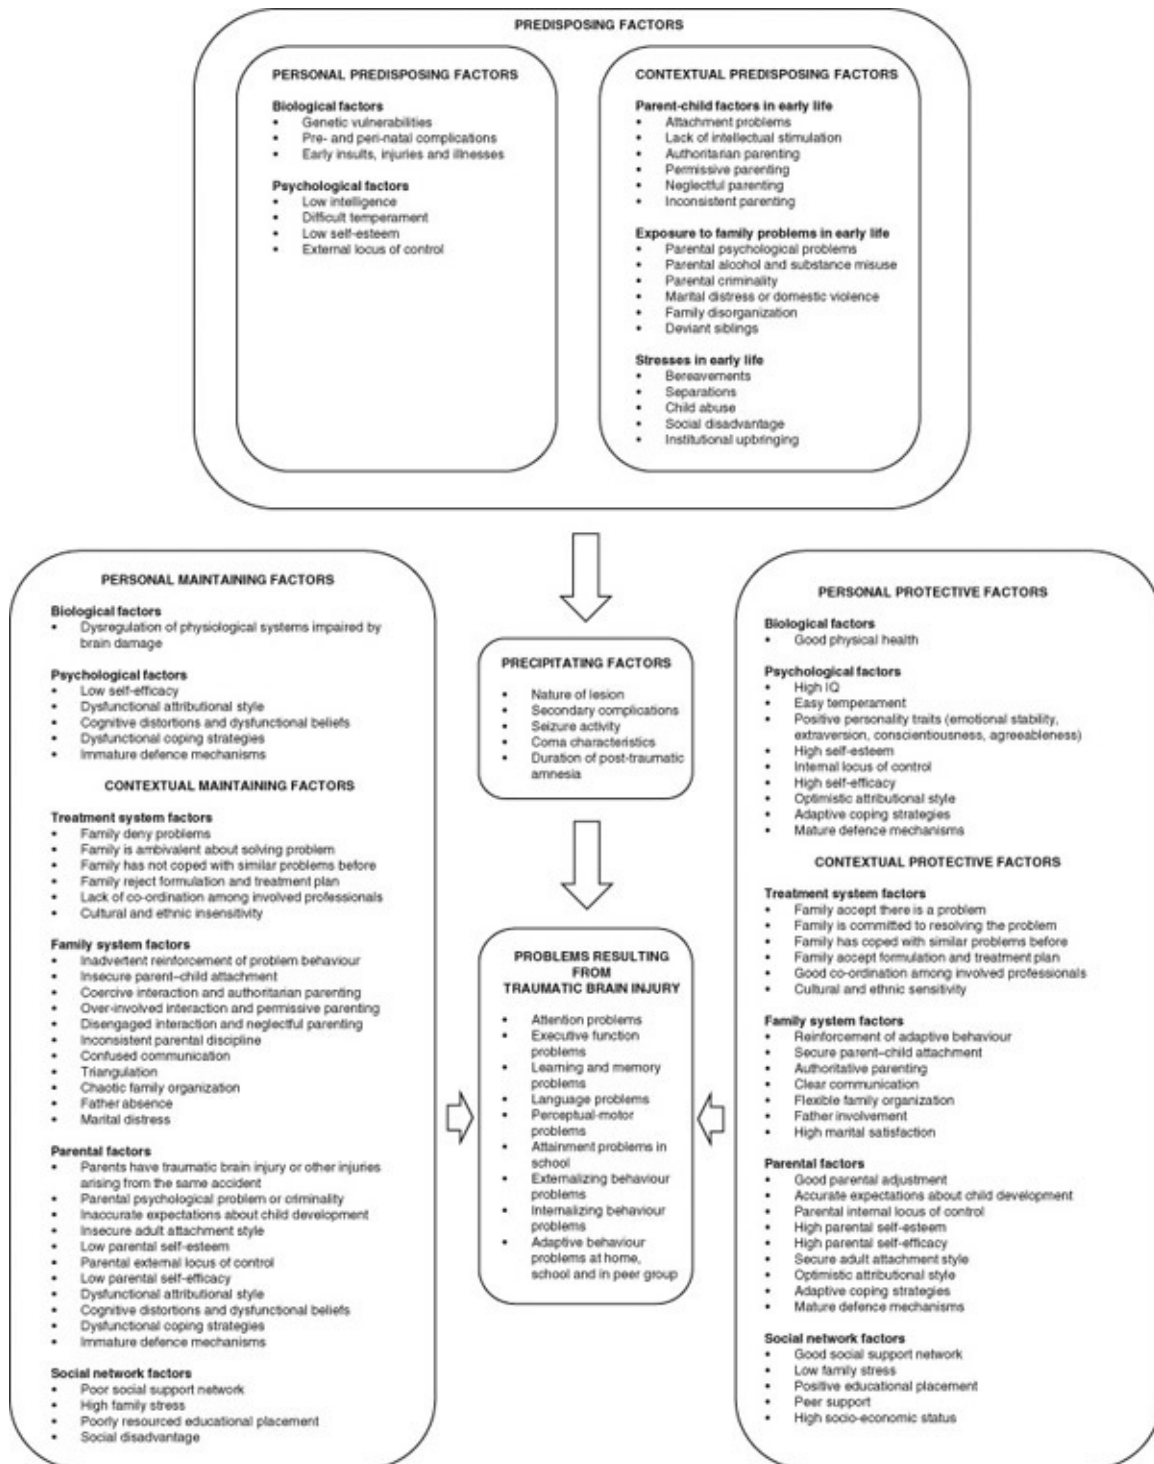 PREDISPOSING FACTORS
PERSONAL PREDISPOSING FACTORS
Biological factors
• Genetic vulnerabilities
• Pre- and peri-natal complications
• Early insults, injuries and illnesses
Psychological factors
• Low intelligence
• Difficult temperament
• Low self-esteem
• External locus of control
CONTEXTUAL PREDISPOSING FACTORS
Parent-child factors in early life
• Attachment problems
• Lack of intellectual stimulation
• Authoritarian parenting
• Permissive parenting
• Neglectful parenting
• Inconsistent parenting
Exposure to family problems in early life
• Parental psychological problems
• Parental alcohol and substance misuse
• Parental criminality
• Marital distress or domestic violence
• Family disorganization
• Deviant siblings
Stresses in early life
• Bereavements
• Separations
• Child abuse
• Social disadvantage
• Institutional upbringing
PERSONAL MAINTAINING FACTORS
Biological factors
• Dysregulation of physiological systems impaired by
brain damage
Psychological factors
• Low self-efficacy
• Dysfunctional attributional style
• Cognitive distortions and dysfunctional beliefs
• Dysfunctional coping strategies
• Immature defence mechanisms
CONTEXTUAL MAINTAINING FACTORS
Treatment system factors
• Family deny problems
• Family is ambivalent about solving problem
• Family has not coped with similar problems before
• Family reject formulation and treatment plan
• Lack of co-ordination among involved professionals
• Cultural and ethnic insensitivity
Family system factors
• Inadvertent reinforcement of problem behaviour
• Insecure parent–child attachment
• Coercive interaction and authoritarian parenting
• Over-involved interaction and permissive parenting
• Disengaged interaction and neglectful parenting
• Inconsistent parental discipline
• Confused communication
• Triangulation
• Chaotic family organization
• Father absence
• Marital distress
Parental factors
• Parents have traumatic brain injury or other injuries
arising from the same accident
• Parental psychological problem or criminality
• Inaccurate expectations about child development
• Insecure adult attachment style
• Low parental self-esteem
• Parental external locus of control
• Low parental self-efficacy
• Dysfunctional attributional style
• Cognitive distortions and dysfunctional beliefs
• Dysfunctional coping strategies
• Immature defence mechanisms
Social network factors
• Poor social support network
• High family stress
• Poorly resourced educational placement
• Social disadvantage
PRECIPITATING FACTORS
• Nature of lesion
• Secondary complications
• Seizure activity
• Coma characteristics
• Duration of post-traumatic
amnesia
PROBLEMS RESULTING
FROM
TRAUMATIC BRAIN INJURY
• Attention problems
• Executive function
problems
• Learning and memory
problems
• Language problems
• Perceptual-motor
problems
• Attainment problems in
school
• Externalizing behaviour
problems
• Internalizing behaviour
problems
• Adaptive behaviour
problems at home,
school and in peer group
PERSONAL PROTECTIVE FACTORS
Biological factors
• Good physical health
Psychological factors
• High IQ
• Easy temperament
• Positive personality traits (emotional stability,
extraversion, conscientiousness, agreeableness)
• High self-esteem
• Internal locus of control
• High self-efficacy
• Optimistic attributional style
• Adaptive coping strategies
• Mature defence mechanisms
CONTEXTUAL PROTECTIVE FACTORS
Treatment system factors
• Family accept there is a problem
• Family is committed to resolving the problem
• Family has coped with similar problems before
• Family accept formulation and treatment plan
• Good co-ordination among involved professionals
• Cultural and ethnic sensitivity
Family system factors
• Reinforcement of adaptive behaviour
• Secure parent–child attachment
• Authoritative parenting
• Clear communication
• Flexible family organization
• Father involvement
• High marital satisfaction
Parental factors
• Good parental adjustment
• Accurate expectations about child development
• Parental internal locus of control
• High parental self-esteem
• High parental self-efficacy
• Secure adult attachment style
• Optimistic attributional style
• Adaptive coping strategies
• Mature defence mechanisms
Social network factors
• Good social support network
• Low family stress
• Positive educational placement
• Peer support
• High socio-economic status